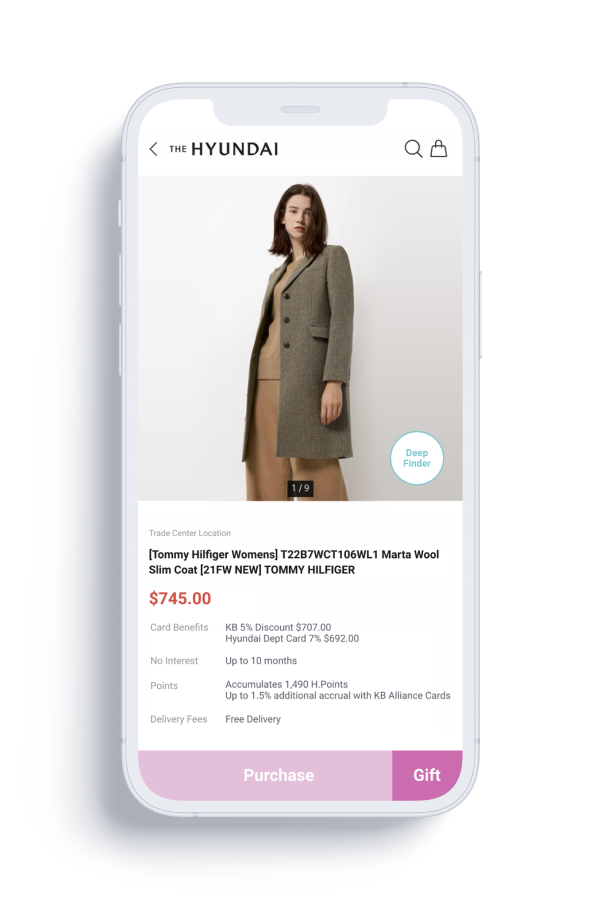 THE HYUNDAI
Deep
Finder
1 / 9
Trade Center Location
[Tommy Hilfiger Womens] T22B7WCT106WL1 Marta Wool
Slim Coat [21FW NEW] TOMMY HILFIGER
$745.00
Card Benefits KB 5% Discount $707.00
Hyundai Dept Card 7% $692.00
No Interest Up to 10 months
Points Accumulates 1,490 H.Points
Up to 1.5% additional accrual with KB Alliance Cards
Delivery Fees Free Delivery
Purchase Gift